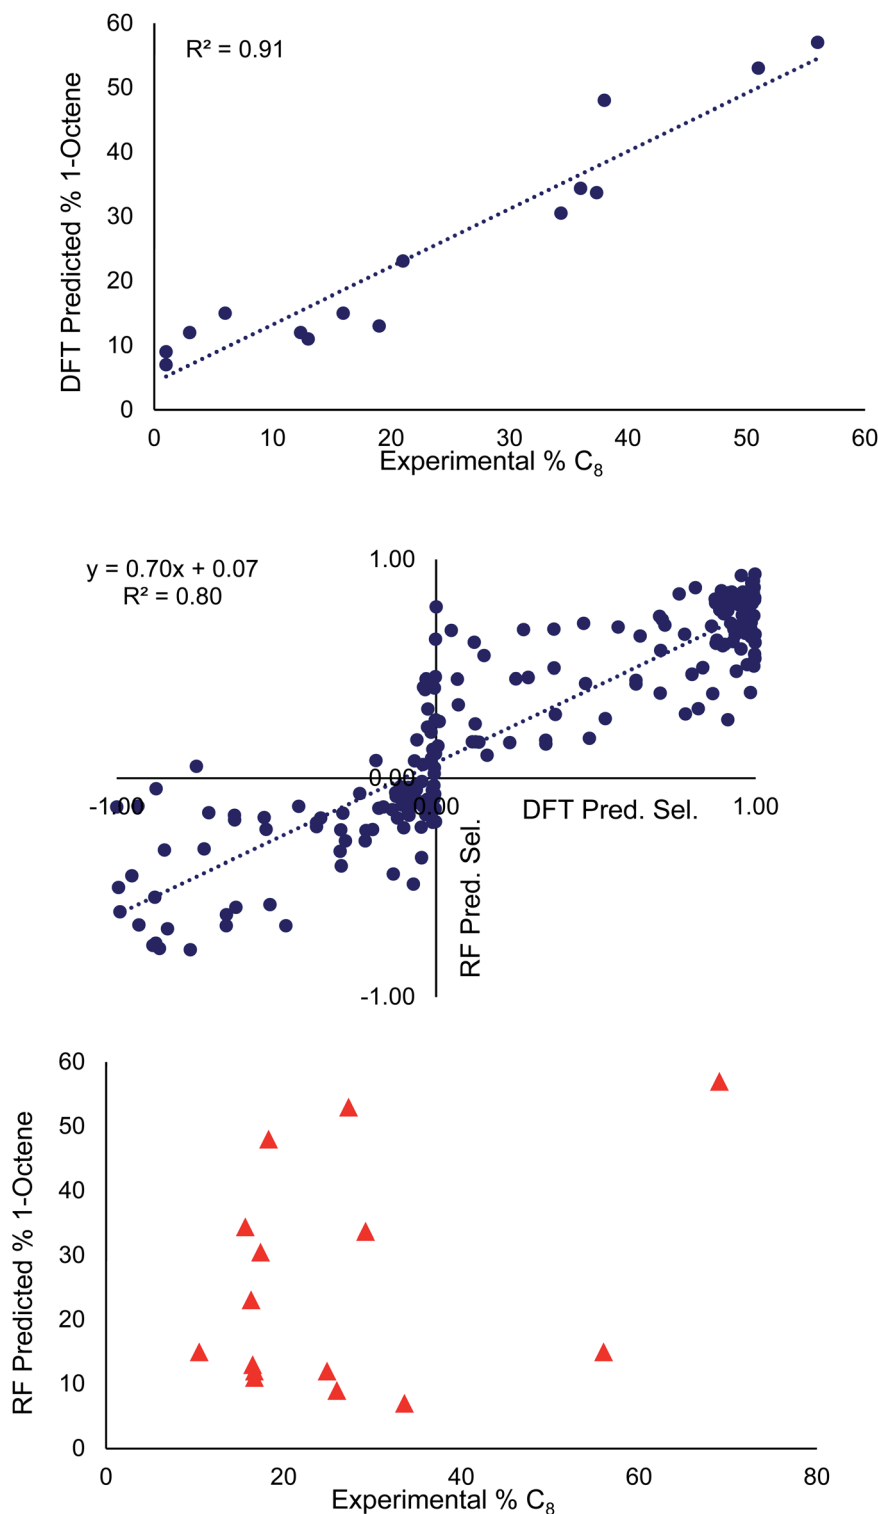 60
R² = 0.91
50
40
30
20
10
0
DFT Predicted % 1-Octene
0 10 20 30 40 50 60
Experimental % C₈
y = 0.70x + 0.07
R² = 0.80
1.00
0.00
-1.00 0.00 DFT Pred. Sel. 1.00
RF Pred. Sel.
-1.00
60
50
40
30
20
10
0
RF Predicted % 1-Octene
0 20 40 60 80
Experimental % C₈